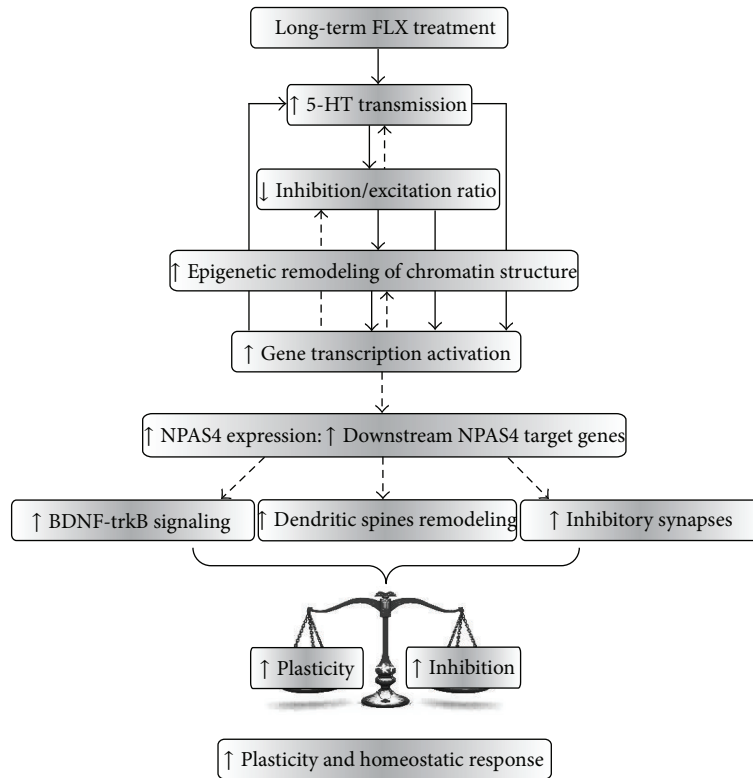 Long-term FLX treatment
↑ 5-HT transmission
↓ Inhibition/excitation ratio
↑ Epigenetic remodeling of chromatin structure
↑ Gene transcription activation
↑ NPAS4 expression: ↑ Downstream NPAS4 target genes
↑ BDNF-trkB signaling
↑ Dendritic spines remodeling
↑ Inhibitory synapses
↑ Plasticity
↑ Inhibition
↑ Plasticity and homeostatic response